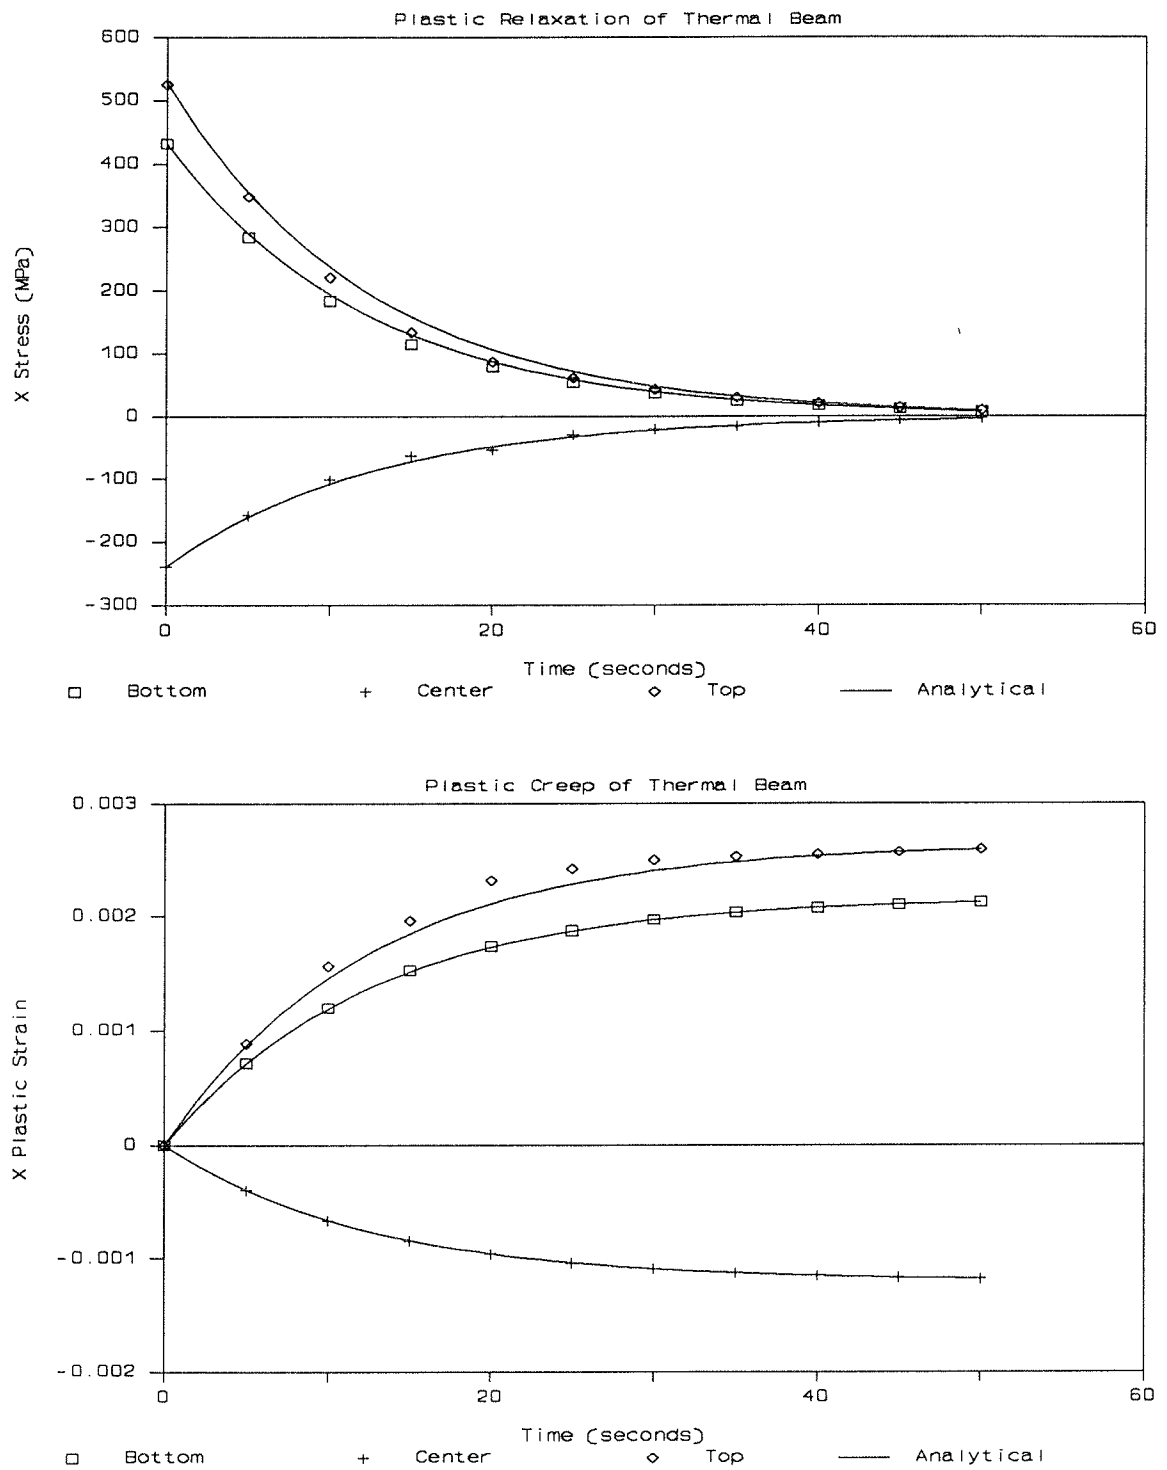 Plastic Relaxation of Thermal Beam
600
500
400
300
200
100
0
-100
-200
-300
X Stress (MPa)
0 20 40 60
Time (seconds)
Bottom Center Top Analytical
Plastic Creep of Thermal Beam
0.003
0.002
0.001
0
-0.001
-0.002
X Plastic Strain
0 20 40 60
Time (seconds)
Bottom Center Top Analytical